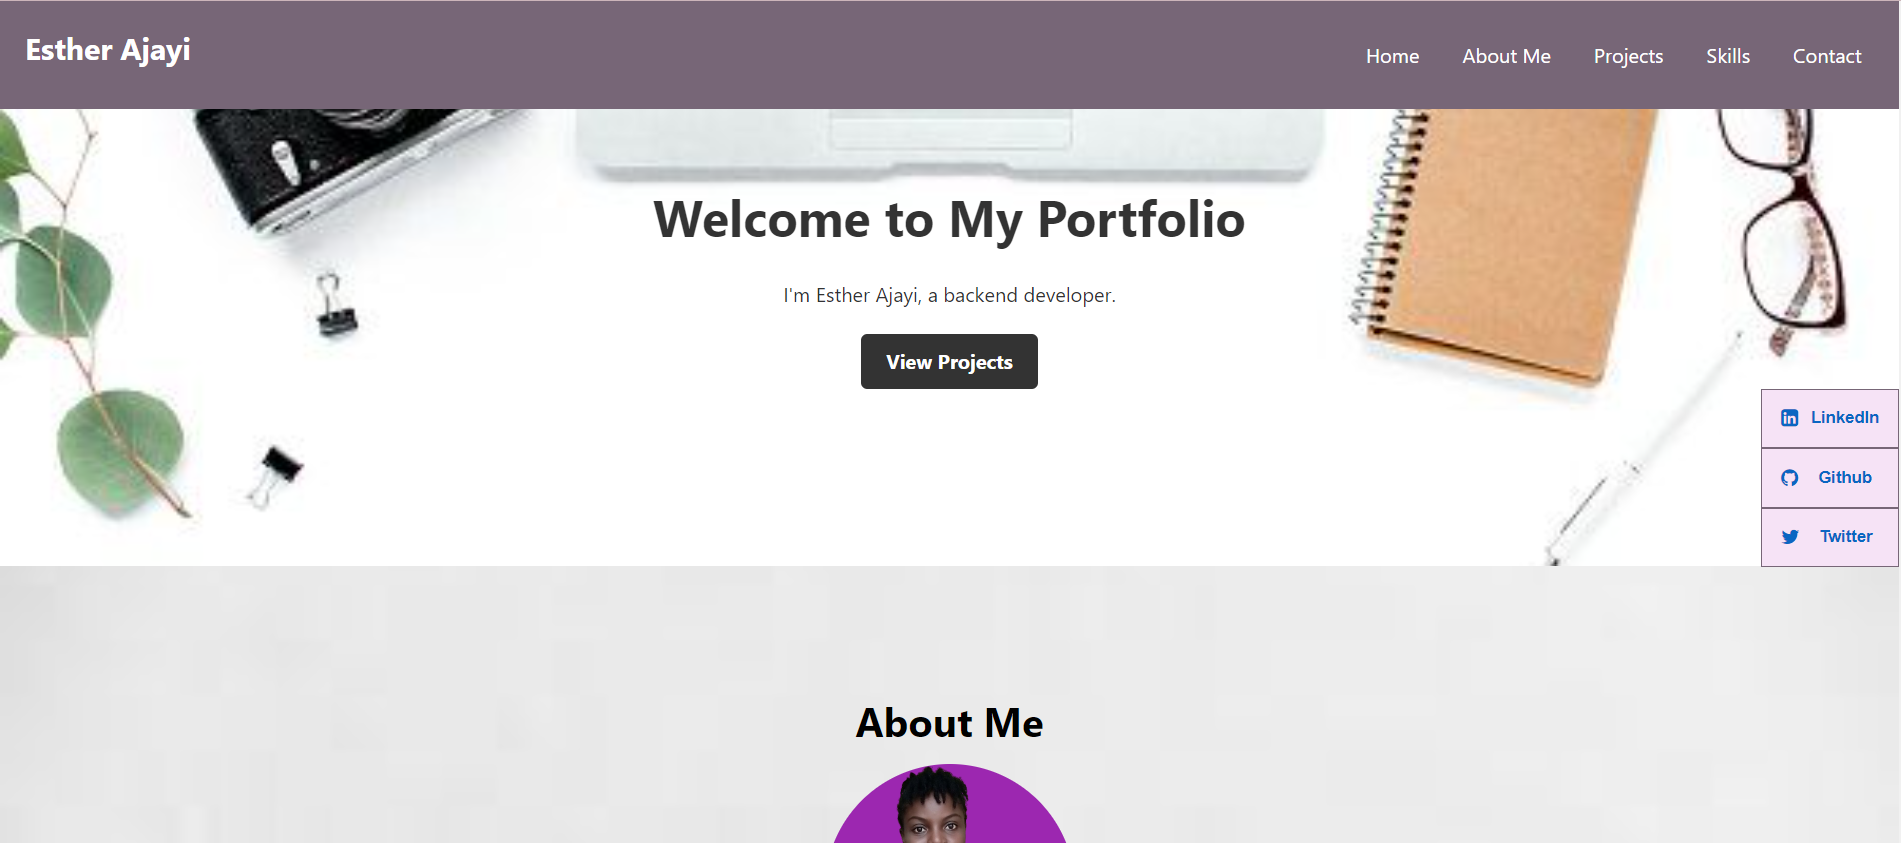 Esther Ajayi
Home About Me Projects Skills Contact
Welcome to My Portfolio
I'm Esther Ajayi, a backend developer.
View Projects
LinkedIn
Github
Twitter
About Me